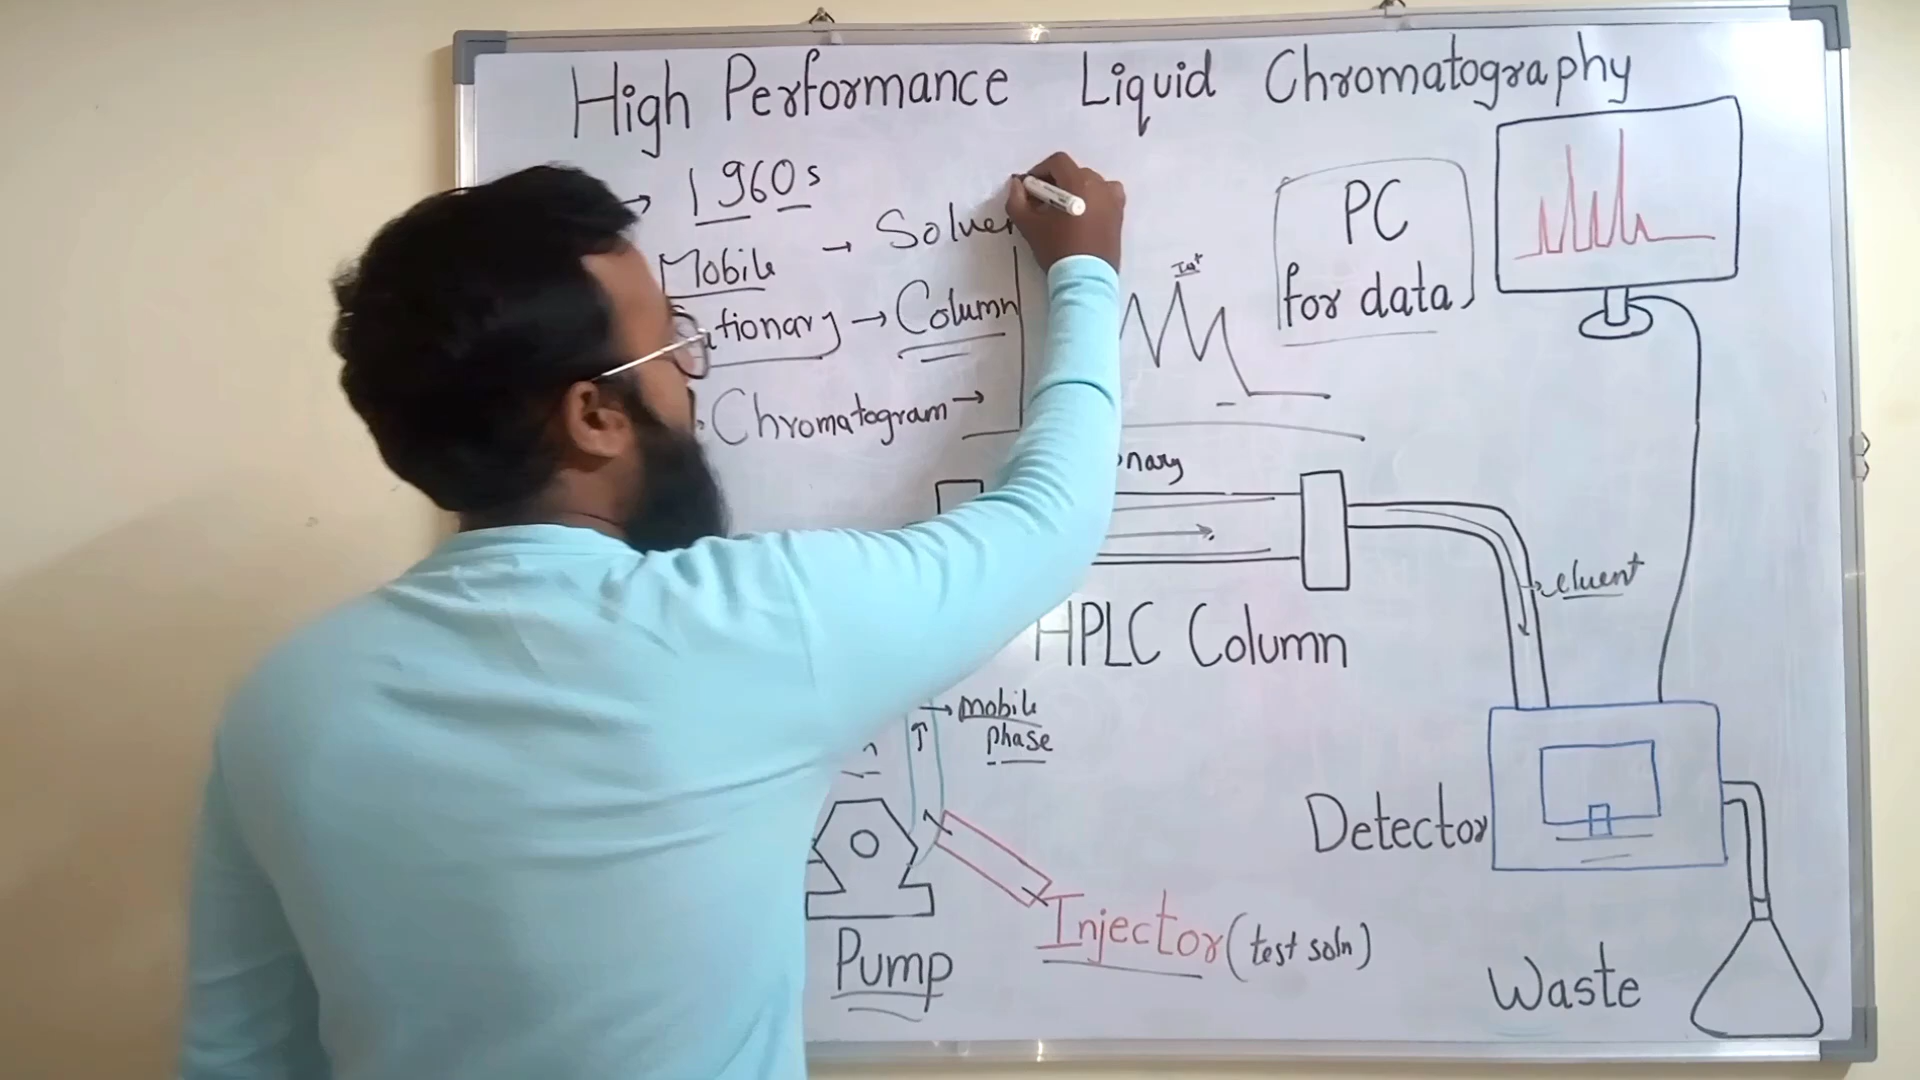 High Performance Liquid Chromatography
→ 1960s
Mobile → Solven
tionary → Column
Chromatogram →
PC
for data
nary
eluent
HPLC Column
→ mobile
phase
Detector
Injector (test soln)
Pump
Waste